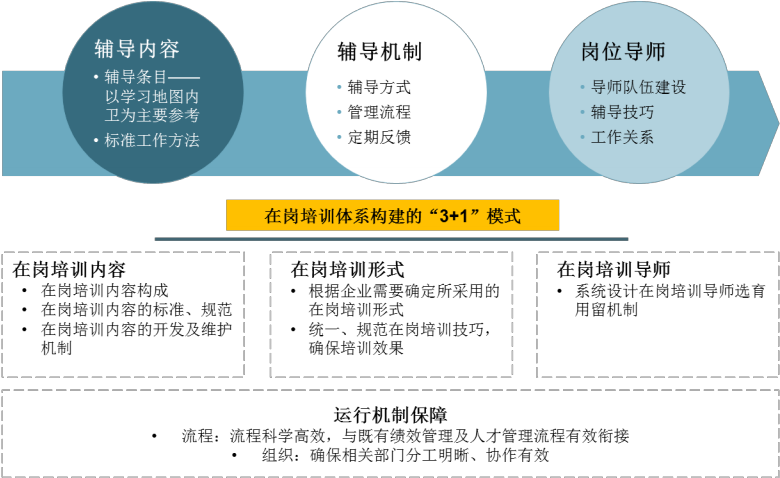 辅导内容
• 辅导条目——
以学习地图内
卫为主要参考
• 标准工作方法
辅导机制
• 辅导方式
• 管理流程
• 定期反馈
岗位导师
• 导师队伍建设
• 辅导技巧
• 工作关系
在岗培训体系构建的“3+1”模式
在岗培训内容
• 在岗培训内容构成
• 在岗培训内容的标准、规范
• 在岗培训内容的开发及维护
机制
在岗培训形式
• 根据企业需要确定所采用的
在岗培训形式
• 统一、规范在岗培训技巧，
确保培训效果
在岗培训导师
• 系统设计在岗培训导师选育
用留机制
运行机制保障
• 流程：流程科学高效，与既有绩效管理及人才管理流程有效衔接
• 组织：确保相关部门分工明晰、协作有效